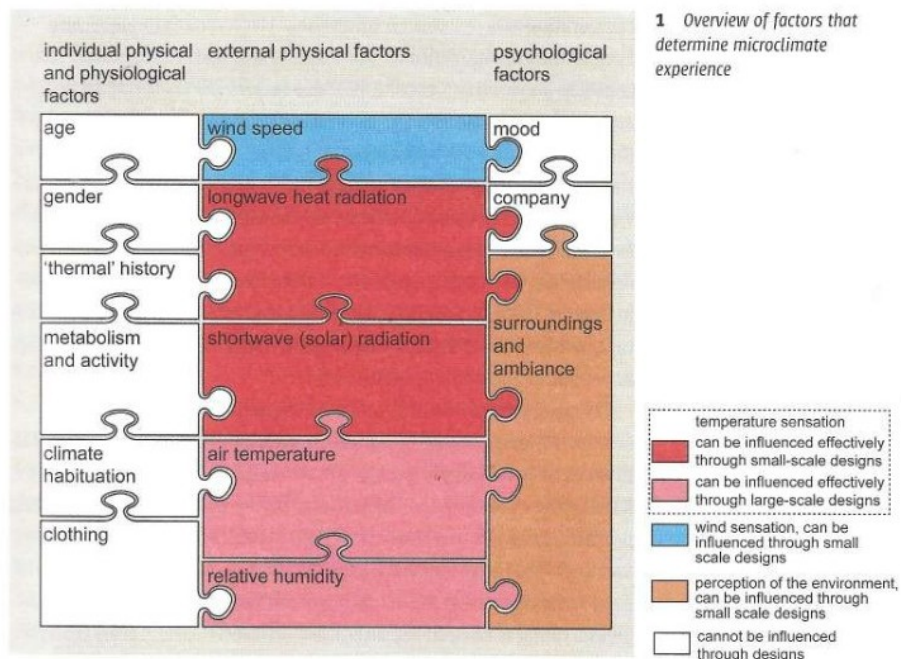 1 Overview of factors that
determine microclimate
experience
individual physical
and physiological
factors
external physical factors
psychological
factors
age
gender
'thermal' history
metabolism
and activity
climate
habituation
clothing
wind speed
longwave heat radiation
shortwave (solar) radiation
air temperature
relative humidity
mood
company
surroundings
and
ambiance
temperature sensation
can be influenced effectively
through small-scale designs
can be influenced effectively
through large-scale designs
wind sensation, can be
influenced through small
scale designs
perception of the environment,
can be influenced through
small scale designs
cannot be influenced
through designs